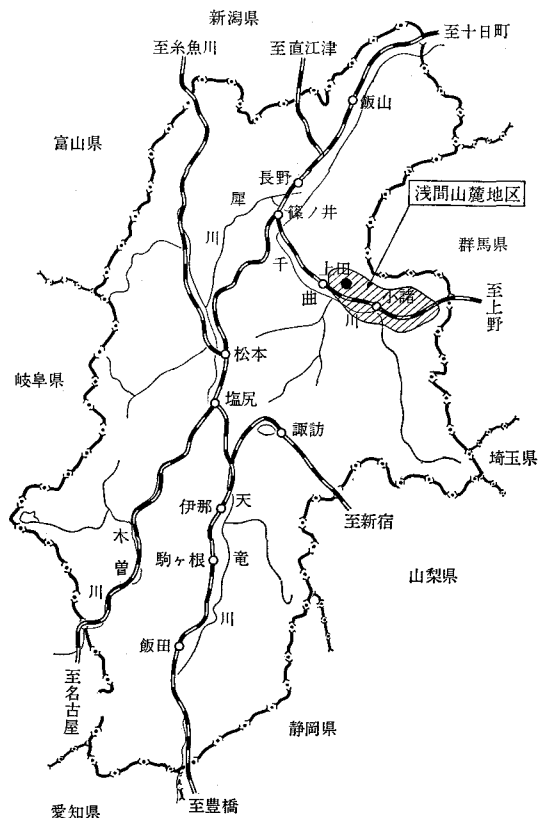 新潟県
至糸魚川
至直江津
至十日町
飯山
富山県
長野
犀川
篠ノ井
浅間山麓地区
群馬県
千曲川
上田
小諸
至上野
松本
岐阜県
塩尻
諏訪
埼玉県
伊那
天竜川
至新宿
木曽川
駒ヶ根
山梨県
飯田
至名古屋
静岡県
至豊橋
愛知県